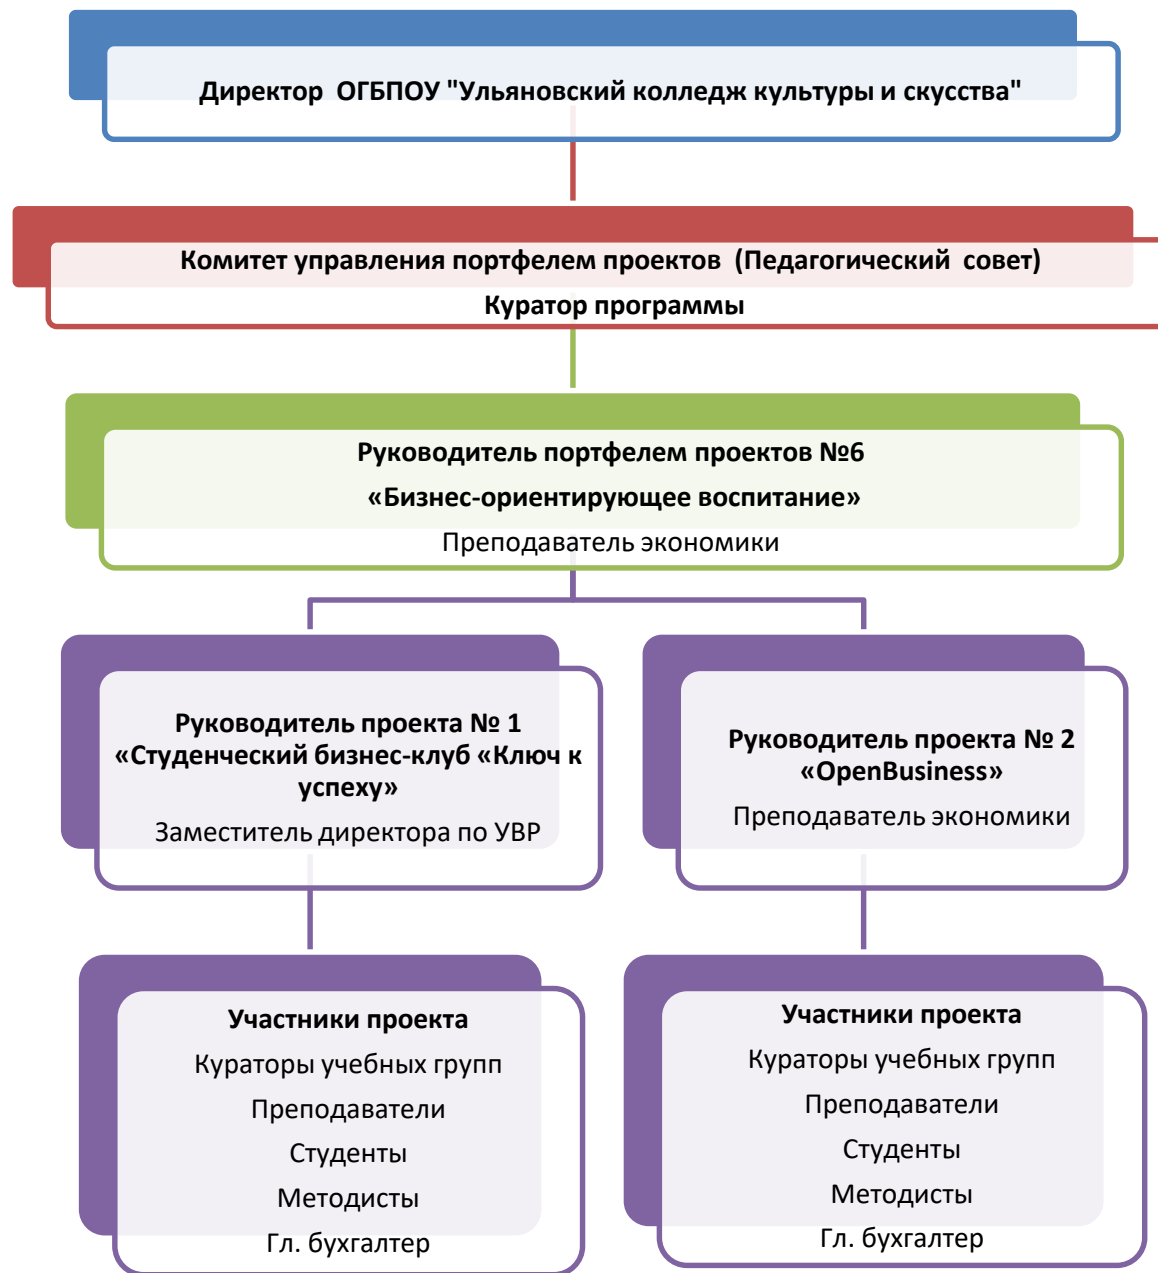 Директор ОГБПОУ "Ульяновский колледж культуры и скусства"
Комитет управления портфелем проектов (Педагогический совет)
Куратор программы
Руководитель портфелем проектов №6
«Бизнес-ориентирующее воспитание»
Преподаватель экономики
Руководитель проекта № 1
«Студенческий бизнес-клуб «Ключ к
успеху»
Заместитель директора по УВР
Руководитель проекта № 2
«OpenBusiness»
Преподаватель экономики
Участники проекта
Кураторы учебных групп
Преподаватели
Студенты
Методисты
Гл. бухгалтер
Участники проекта
Кураторы учебных групп
Преподаватели
Студенты
Методисты
Гл. бухгалтер